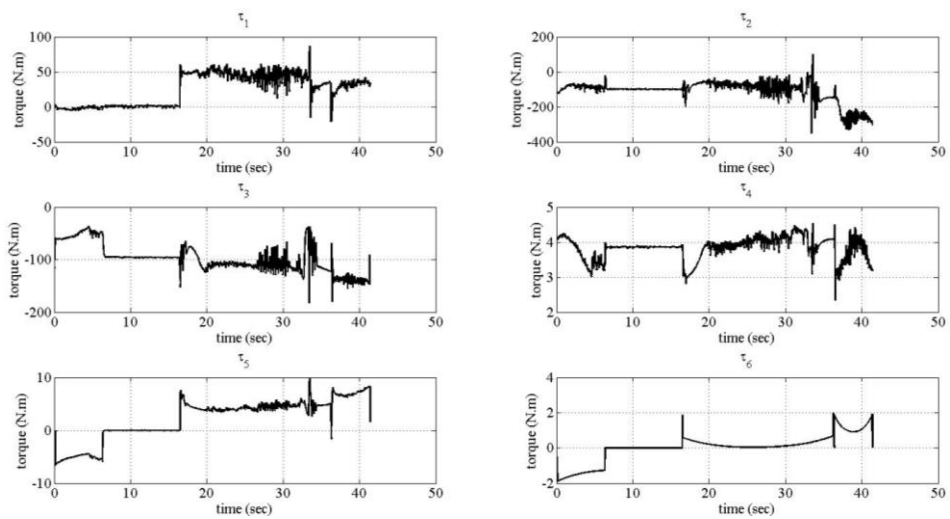 τ1 τ2
torque (N.m) 100 50 0 -50
0 10 20 30 40 50
time (sec)
torque (N.m) 200 0 -200 -400
0 10 20 30 40 50
time (sec)
τ3 τ4
torque (N.m) 0 -100 -200
0 10 20 30 40 50
time (sec)
torque (N.m) 5 4 3 2
0 10 20 30 40 50
time (sec)
τ5 τ6
torque (N.m) 10 0 -10
0 10 20 30 40 50
time (sec)
torque (N.m) 4 2 0 -2
0 10 20 30 40 50
time (sec)